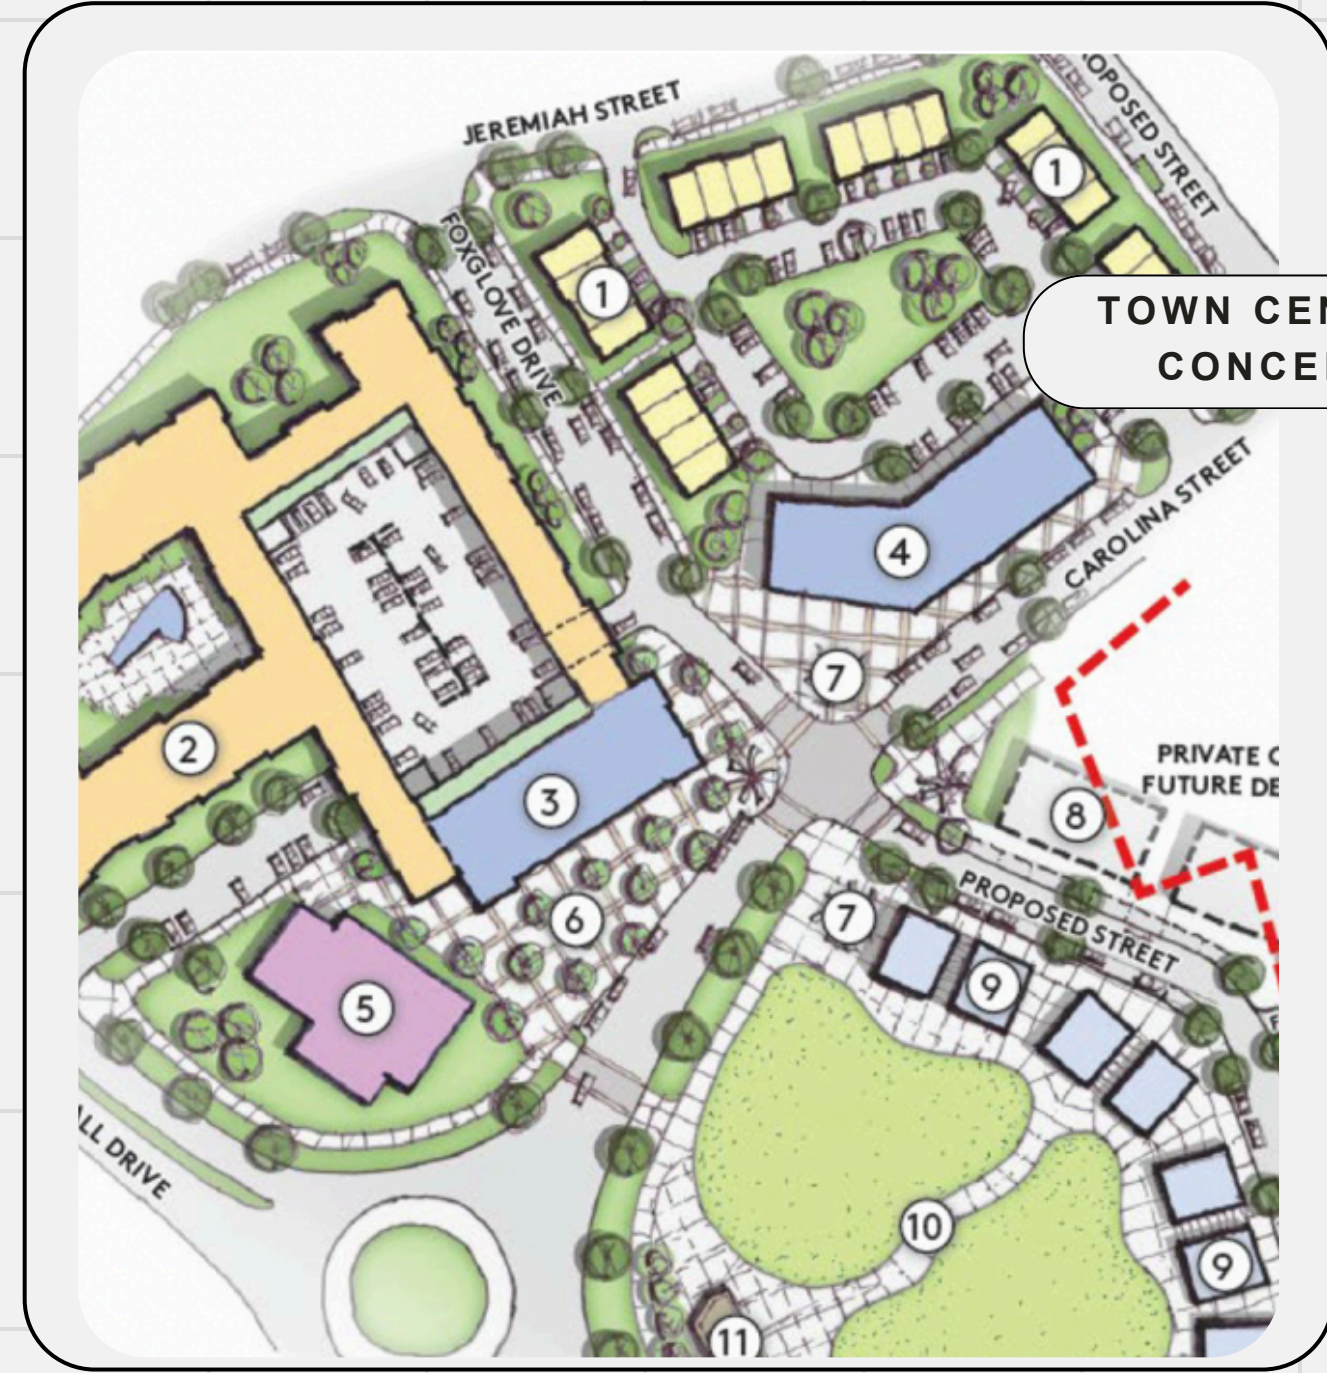 JEREMIAH STREET
OPOSED STREET
1
FOXGLOVE DRIVE
1
TOWN CEN
CONCE
4
CAROLINA STREET
7
2
PRIVATE
FUTURE DE
3
8
PROPOSED STREET
7
6
9
5
LL DRIVE
10
9
11